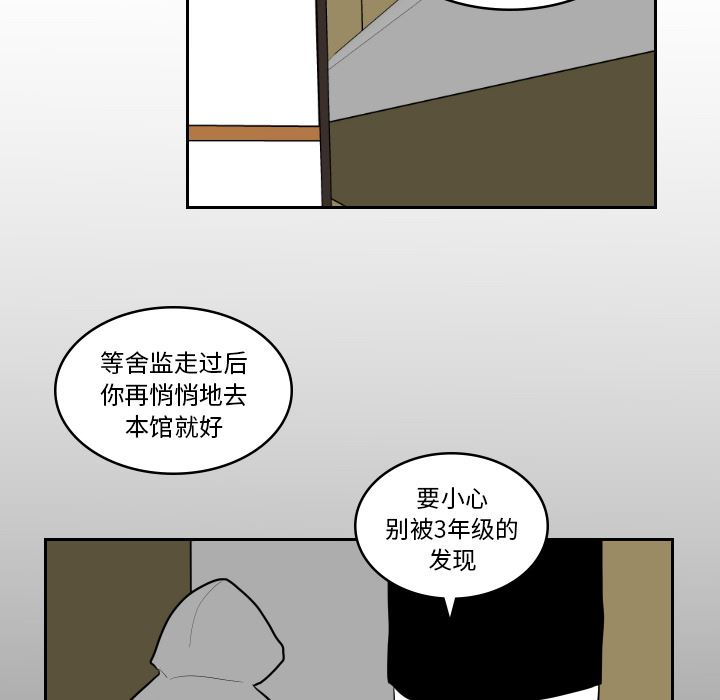 等舍监走过后
你再悄悄地去
本馆就好
要小心
别被3年级的
发现